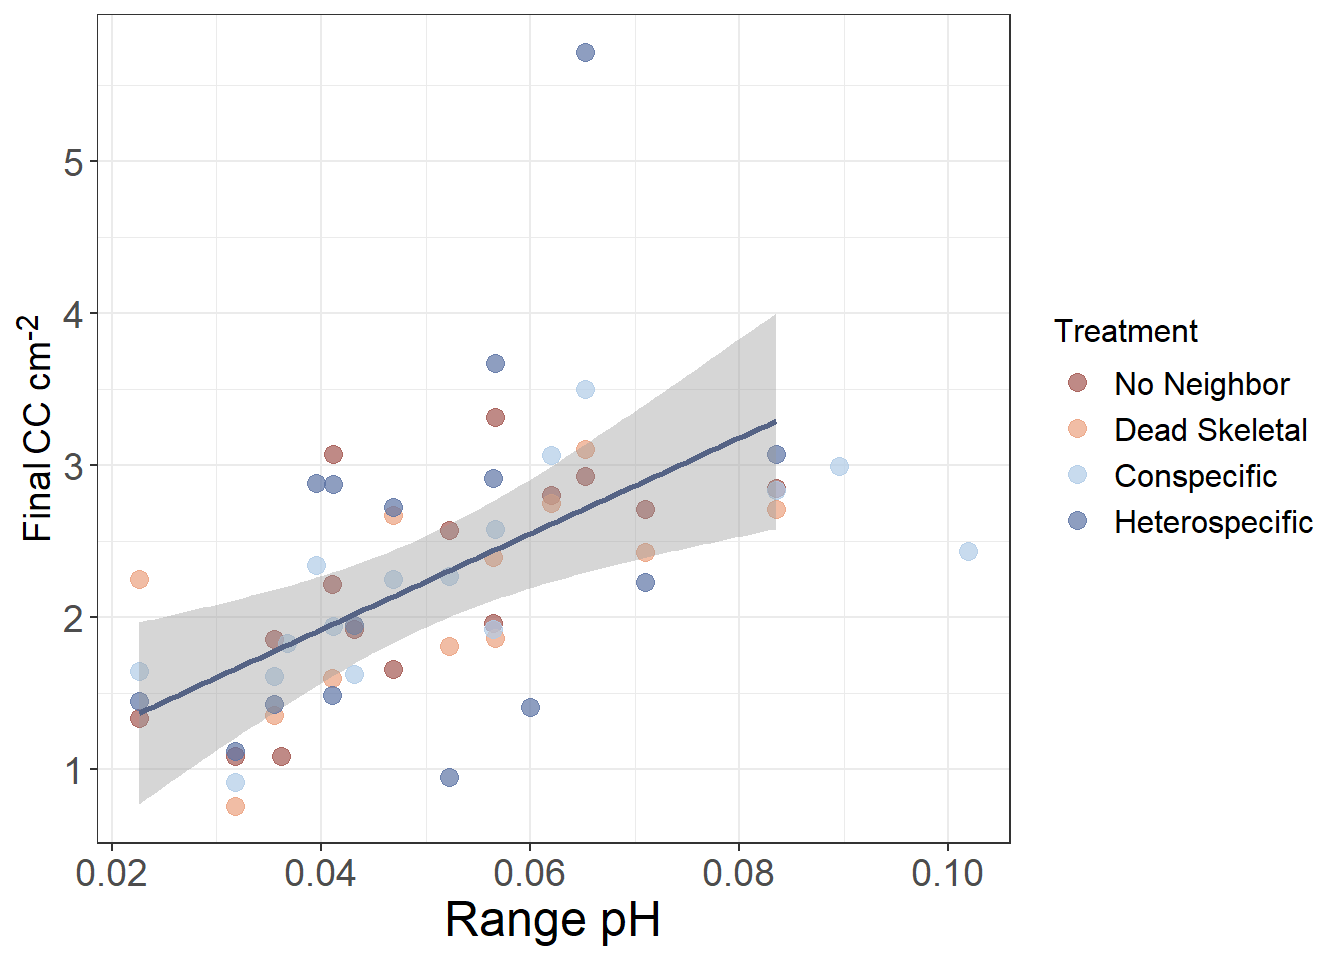 5
4
3
2
1
Final CC cm⁻²
0.02 0.04 0.06 0.08 0.10
Range pH
Treatment
No Neighbor
Dead Skeletal
Conspecific
Heterospecific